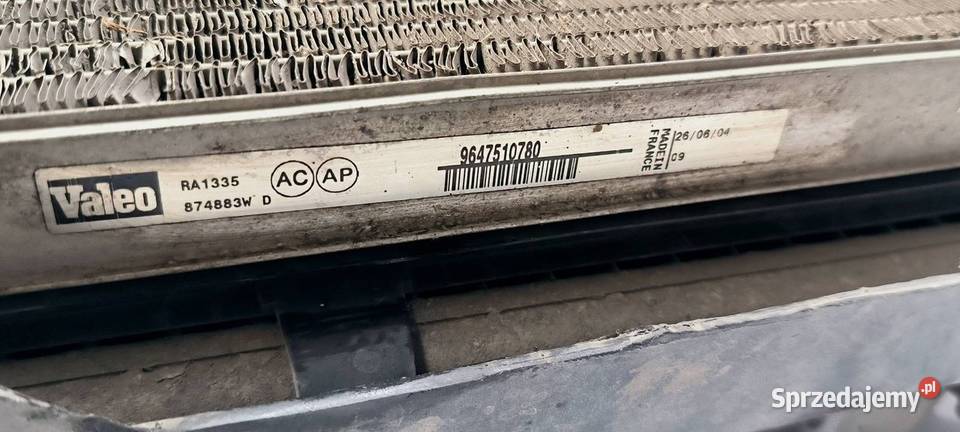 Valeo
RA1335
874883W D
AC AP
9647510780
MADE IN
FRANCE
26/06/04
09
Sprzedajemy.pl